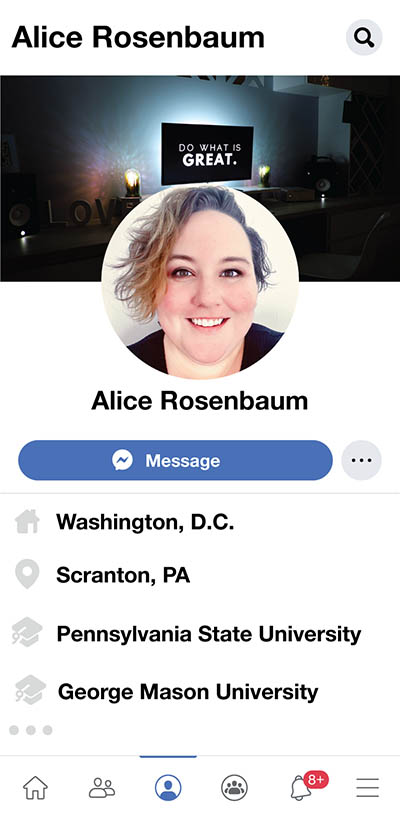 Alice Rosenbaum
DO WHAT IS
GREAT.
LOVE
Alice Rosenbaum
Message
Washington, D.C.
Scranton, PA
Pennsylvania State University
George Mason University
8+